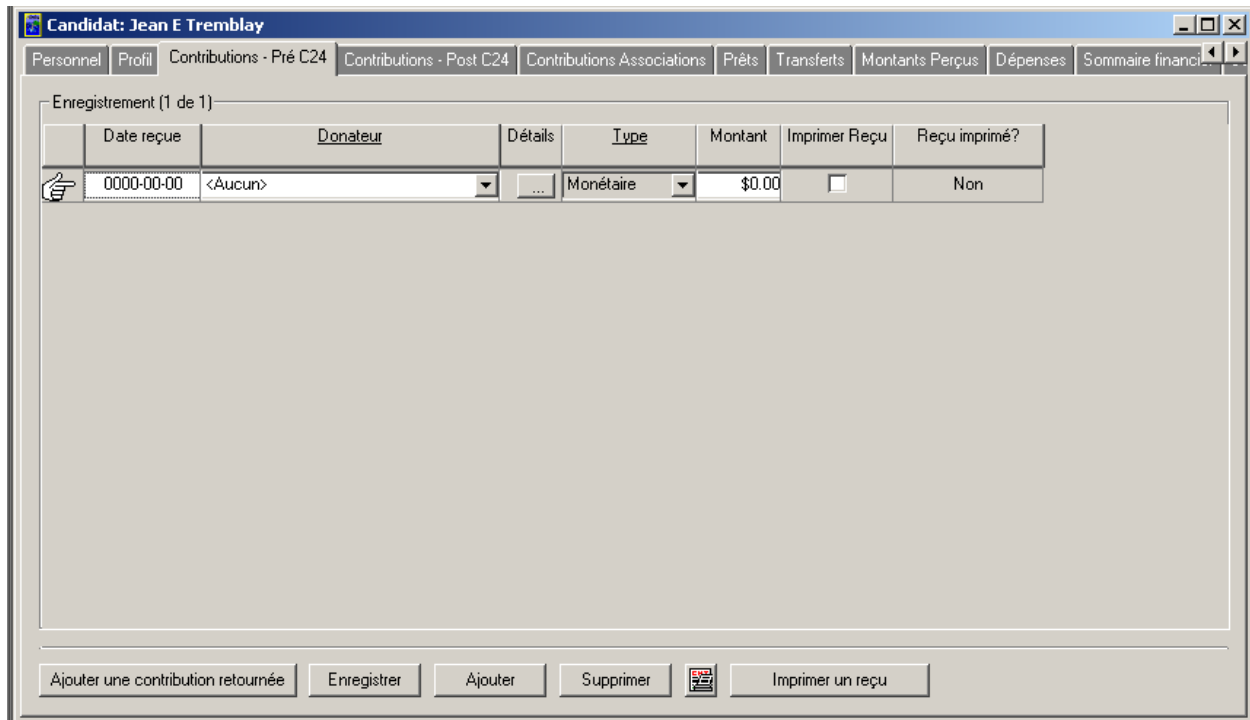 Candidat: Jean E Tremblay
Personnel Profil Contributions - Pré C24 Contributions - Post C24 Contributions Associations Prêts Transferts Montants Perçus Dépenses Sommaire
Enregistrement (1 de 1)
Date reçue Donateur Détails Type Montant Imprimer Reçu Reçu imprimé?
0000-00-00 <Aucun> ... Monétaire $0.00 Non
Ajouter une contribution retournée Enregistrer Ajouter Supprimer Imprimer un reçu